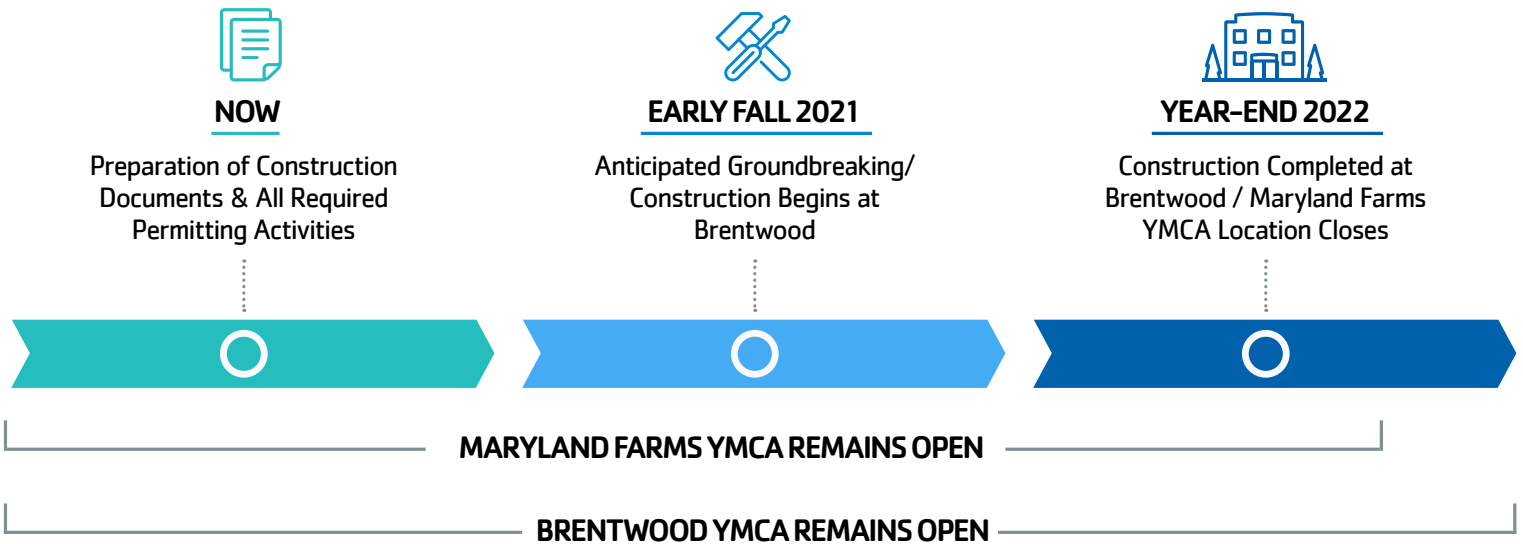 NOW
Preparation of Construction
Documents & All Required
Permitting Activities
EARLY FALL 2021
Anticipated Groundbreaking/
Construction Begins at
Brentwood
YEAR-END 2022
Construction Completed at
Brentwood / Maryland Farms
YMCA Location Closes
MARYLAND FARMS YMCA REMAINS OPEN
BRENTWOOD YMCA REMAINS OPEN